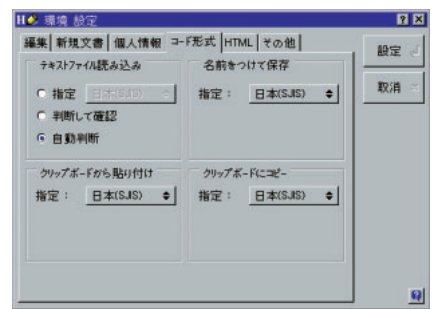 環境 設定
編集 新規文書 個人情報 コード形式 HTML その他
設定
取消
テキストファイル読み込み
指定 日本(SJIS)
判断して確認
自動判断
名前をつけて保存
指定： 日本(SJIS)
クリップボードから貼り付け
指定： 日本(SJIS)
クリップボードにコピー
指定： 日本(SJIS)